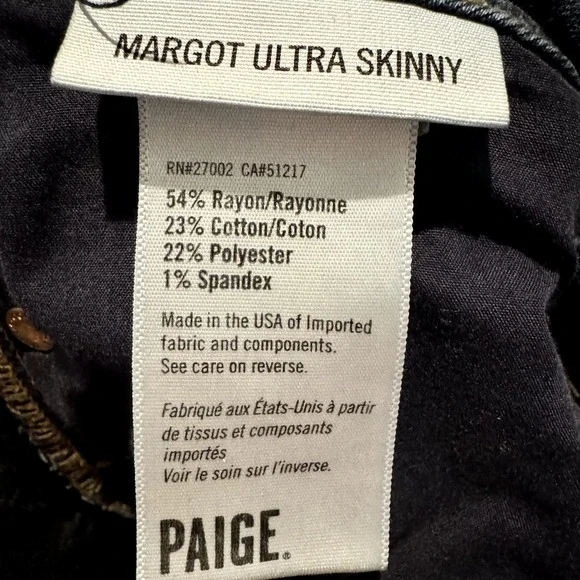 MARGOT ULTRA SKINNY
RN#27002 CA#51217
54% Rayon/Rayonne
23% Cotton/Coton
22% Polyester
1% Spandex
Made in the USA of Imported
fabric and components.
See care on reverse.
Fabriqué aux États-Unis à partir
de tissus et composants
importés
Voir le soin sur l'inverse.
PAIGE®